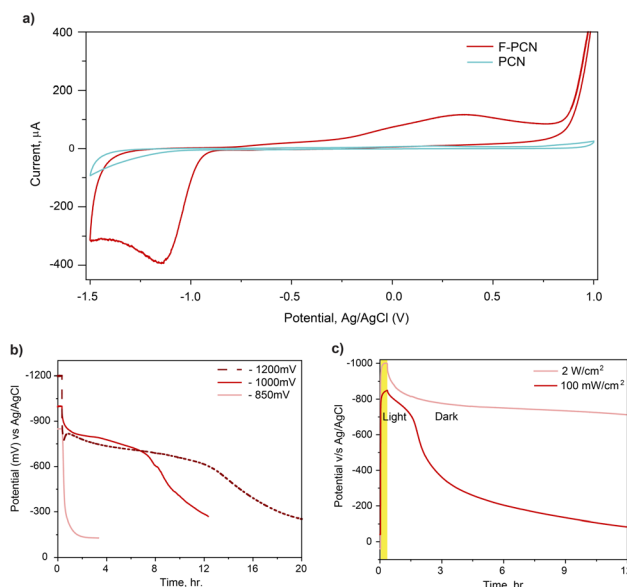 a)
400
200
0
-200
-400
Current, μA
F-PCN
PCN
-1.5
-1.0
-0.5
0.0
0.5
1.0
Potential, Ag/AgCl (V)
b)
-1200
-900
-600
-300
0
Potential (mV) vs Ag/AgCl
- 1200mV
- 1000mV
- 850mV
0
4
8
12
16
20
Time, hr.
c)
-1000
-800
-600
-400
-200
0
Potential v/s Ag/AgCl
2 W/cm²
100 mW/cm²
Light
Dark
0
3
6
9
12
Time, hr